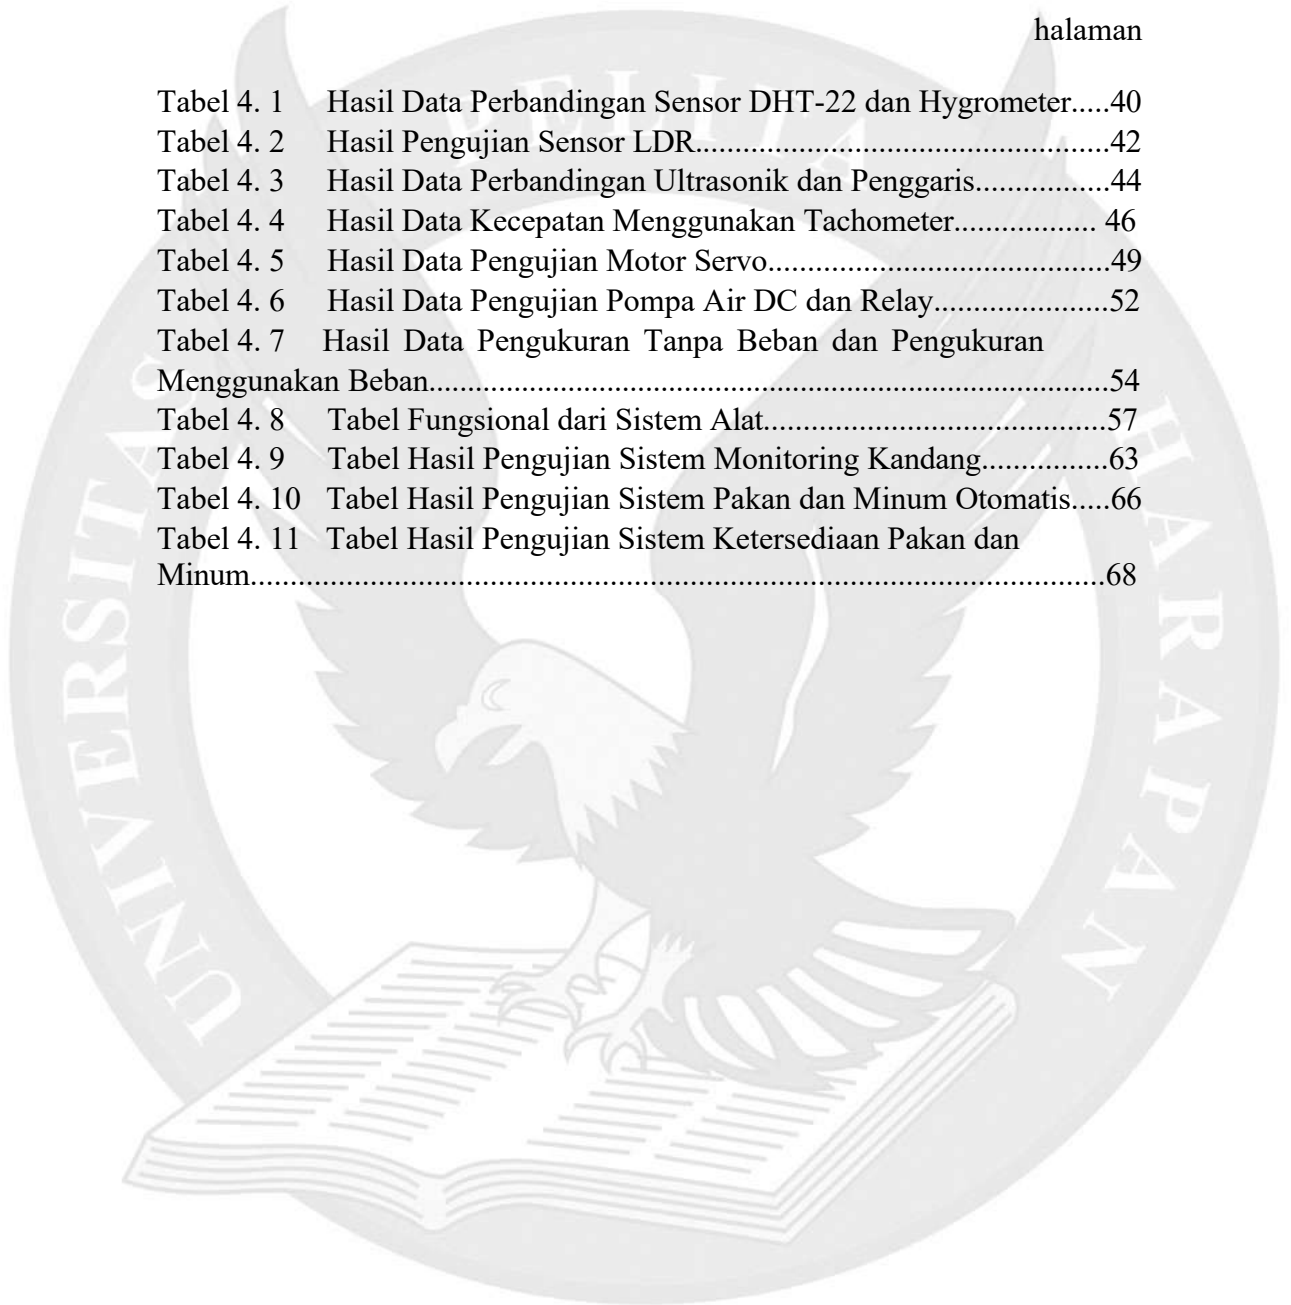 halaman
Tabel 4. 1 Hasil Data Perbandingan Sensor DHT-22 dan Hygrometer.....40
Tabel 4. 2 Hasil Pengujian Sensor LDR....................................................42
Tabel 4. 3 Hasil Data Perbandingan Ultrasonik dan Penggaris.................44
Tabel 4. 4 Hasil Data Kecepatan Menggunakan Tachometer.................. 46
Tabel 4. 5 Hasil Data Pengujian Motor Servo...........................................49
Tabel 4. 6 Hasil Data Pengujian Pompa Air DC dan Relay......................52
Tabel 4. 7 Hasil Data Pengukuran Tanpa Beban dan Pengukuran
Menggunakan Beban......................................................................................54
Tabel 4. 8 Tabel Fungsional dari Sistem Alat...........................................57
Tabel 4. 9 Tabel Hasil Pengujian Sistem Monitoring Kandang................63
Tabel 4. 10 Tabel Hasil Pengujian Sistem Pakan dan Minum Otomatis.....66
Tabel 4. 11 Tabel Hasil Pengujian Sistem Ketersediaan Pakan dan
Minum............................................................................................................68
UNIVERSITAS PELITA HARAPAN